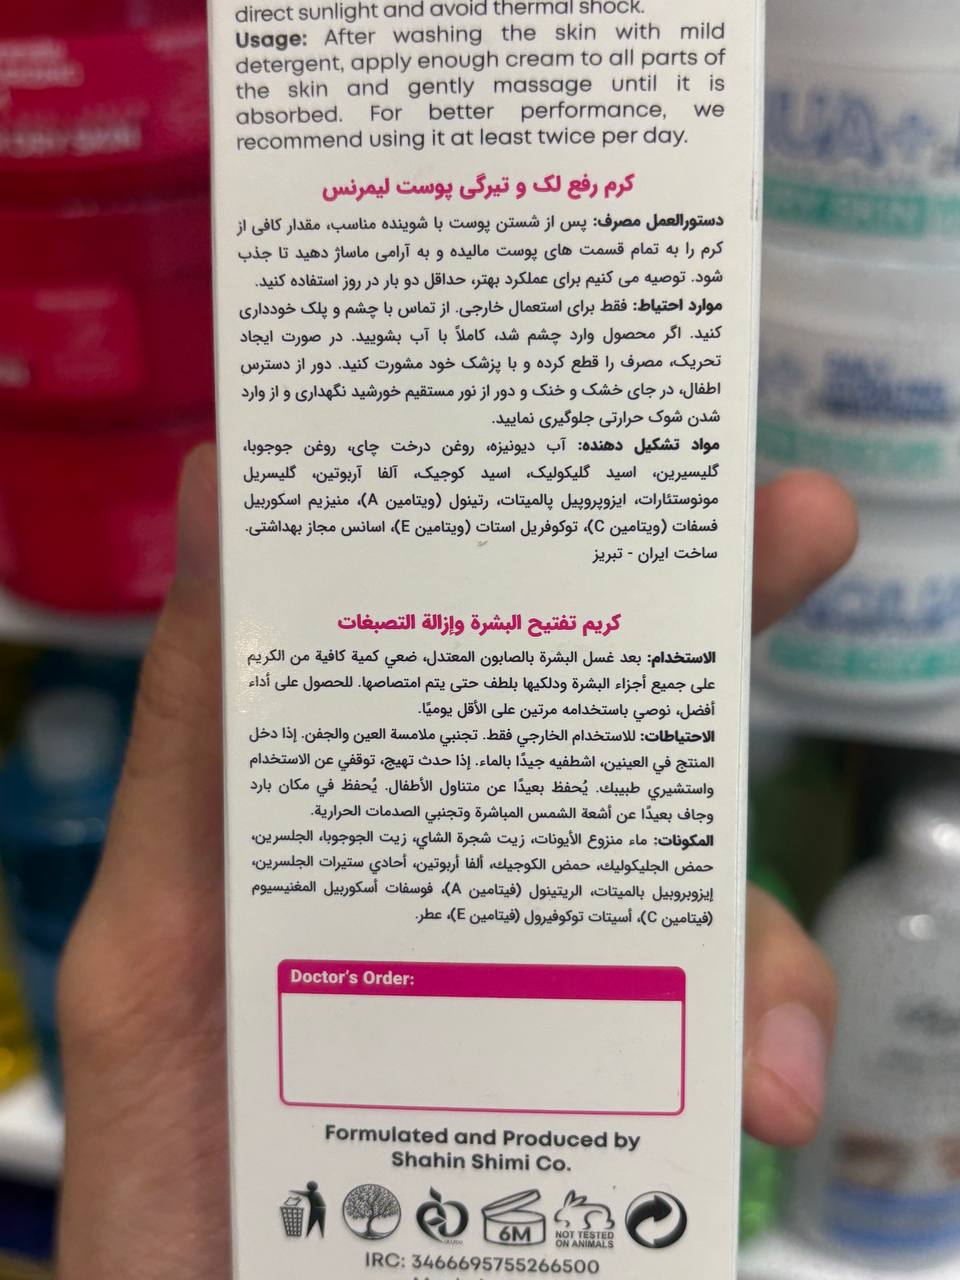 direct sunlight and avoid thermal shock.
Usage: After washing the skin with mild
detergent, apply enough cream to all parts of
the skin and gently massage until it is
absorbed. For better performance, we
recommend using it at least twice per day.
کرم رفع لک و تیرگی پوست لیمرنس
دستورالعمل مصرف: پس از شستن پوست با شوینده مناسب، مقدار کافی از
کرم را به تمام قسمت های پوست مالیده و به آرامی ماساژ دهید تا جذب
شود. توصیه می کنیم برای عملکرد بهتر، حداقل دو بار در روز استفاده کنید.
موارد احتیاط: فقط برای استعمال خارجی. از تماس با چشم و پلک خودداری
کنید. اگر محصول وارد چشم شد، کاملاً با آب بشویید. در صورت ایجاد
تحریک، مصرف را قطع کرده و با پزشک خود مشورت کنید. دور از دسترس
اطفال، در جای خشک و خنک و دور از نور مستقیم خورشید نگهداری و از وارد
شدن شوک حرارتی جلوگیری نمایید.
مواد تشکیل دهنده: آب دیونیزه، روغن درخت چای، روغن جوجوبا،
گلیسیرین، اسید گلیکولیک، اسید کوجیک، آلفا آربوتین، گلیسریل
مونوستئارات، ایزوپروپیل پالمیتات، رتینول (ویتامین A)، منیزیم اسکوربیل
فسفات (ویتامین C)، توکوفریل استات (ویتامین E)، اسانس مجاز بهداشتی.
ساخت ایران - تبریز
كريم تفتيح البشرة وإزالة التصبغات
الاستخدام: بعد غسل البشرة بالصابون المعتدل، ضعي كمية كافية من الكريم
على جميع أجزاء البشرة ودلكيها بلطف حتى يتم امتصاصها. للحصول على أداء
أفضل، نوصي باستخدامه مرتين على الأقل يوميًا.
الاحتياطات: للاستخدام الخارجي فقط. تجنبي ملامسة العين والجفن. إذا دخل
المنتج في العينين، اشطفيه جيدًا بالماء. إذا حدث تهيج، توقفي عن الاستخدام
واستشيري طبيبك. يُحفظ بعيدًا عن متناول الأطفال. يُحفظ في مكان بارد
وجاف بعيدًا عن أشعة الشمس المباشرة وتجنبي الصدمات الحرارية.
المكونات: ماء منزوع الأيونات، زيت شجرة الشاي، زيت الجوجوبا، الجلسرين،
حمض الجليكوليك، حمض الكوجيك، ألفا أربوتين، أحادي ستيرات الجلسرين،
إيزوبروبيل بالميتات، الريتينول (فيتامين A)، فوسفات أسكوربيل المغنيسيوم
(فيتامين C)، أسيتات توكوفيرول (فيتامين E)، عطر.
Doctor's Order:
Formulated and Produced by
Shahin Shimi Co.
6M
NOT TESTED
ON ANIMALS
IRC: 3466695755266500